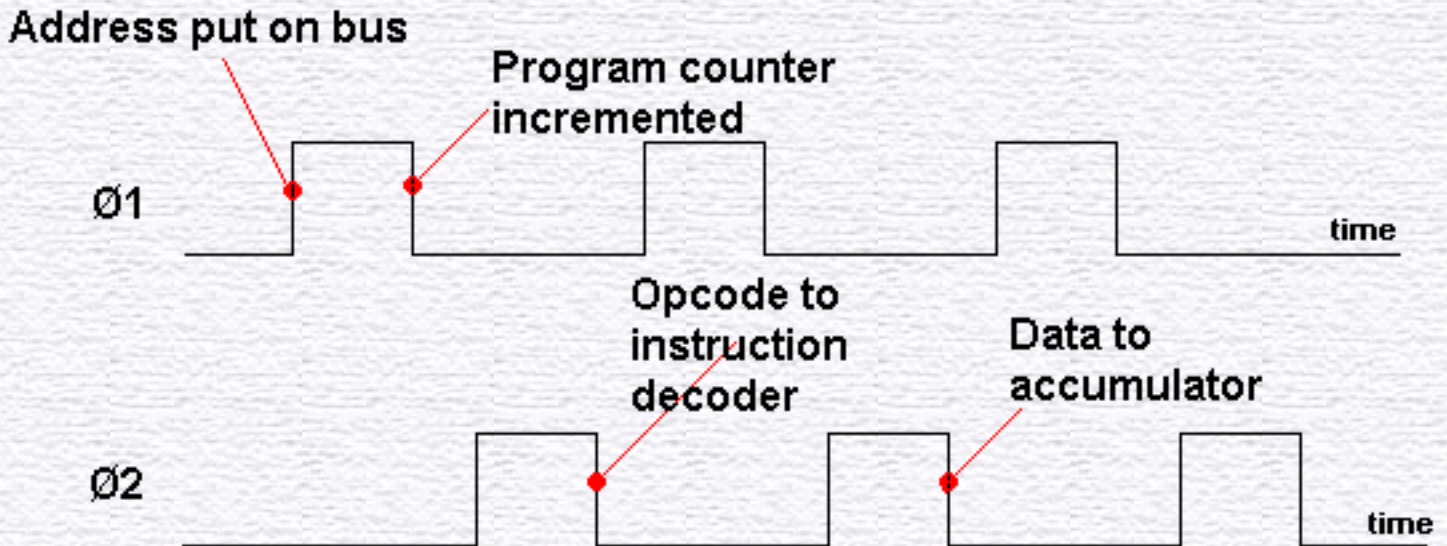 Address put on bus
Program counter
incremented
Ø1
time
Opcode to
instruction
decoder
Data to
accumulator
Ø2
time